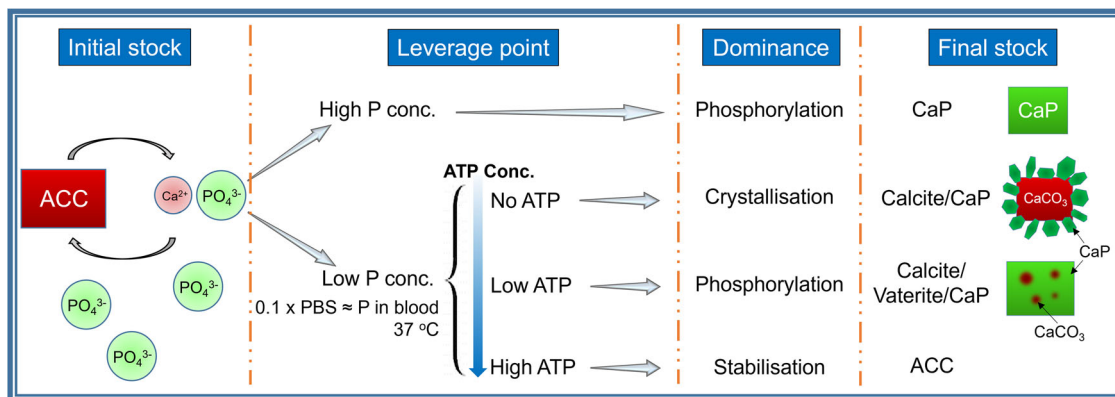 Initial stock
Leverage point
Dominance
Final stock
High P conc.
Phosphorylation
CaP
CaP
ACC
Ca2+
PO₄³⁻
ATP Conc.
No ATP
Crystallisation
Calcite/CaP
CaCO₃
CaP
Low P conc.
0.1 x PBS ≈ P in blood
37 °C
Low ATP
Phosphorylation
Calcite/
Vaterite/CaP
CaCO₃
PO₄³⁻
PO₄³⁻
PO₄³⁻
High ATP
Stabilisation
ACC